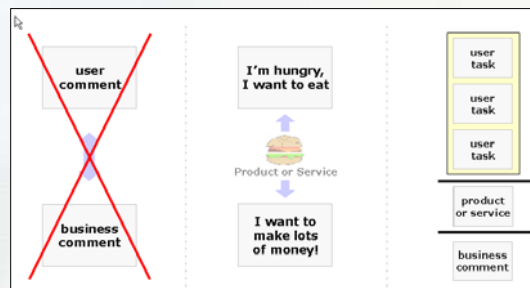 user
comment
business
comment
I'm hungry,
I want to eat
Product or Service
I want to
make lots
of money!
user
task
user
task
user
task
product
or service
business
comment